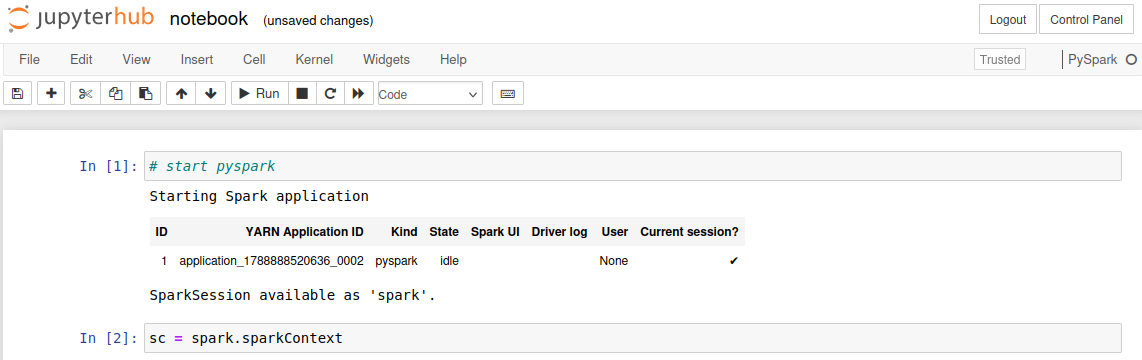 jupyterhub notebook (unsaved changes) Logout Control Panel
File Edit View Insert Cell Kernel Widgets Help Trusted PySpark
Run Code
In [1]: # start pyspark
Starting Spark application
ID YARN Application ID Kind State Spark UI Driver log User Current session?
1 application_1788888520636_0002 pyspark idle None ✔
SparkSession available as 'spark'.
In [2]: sc = spark.sparkContext